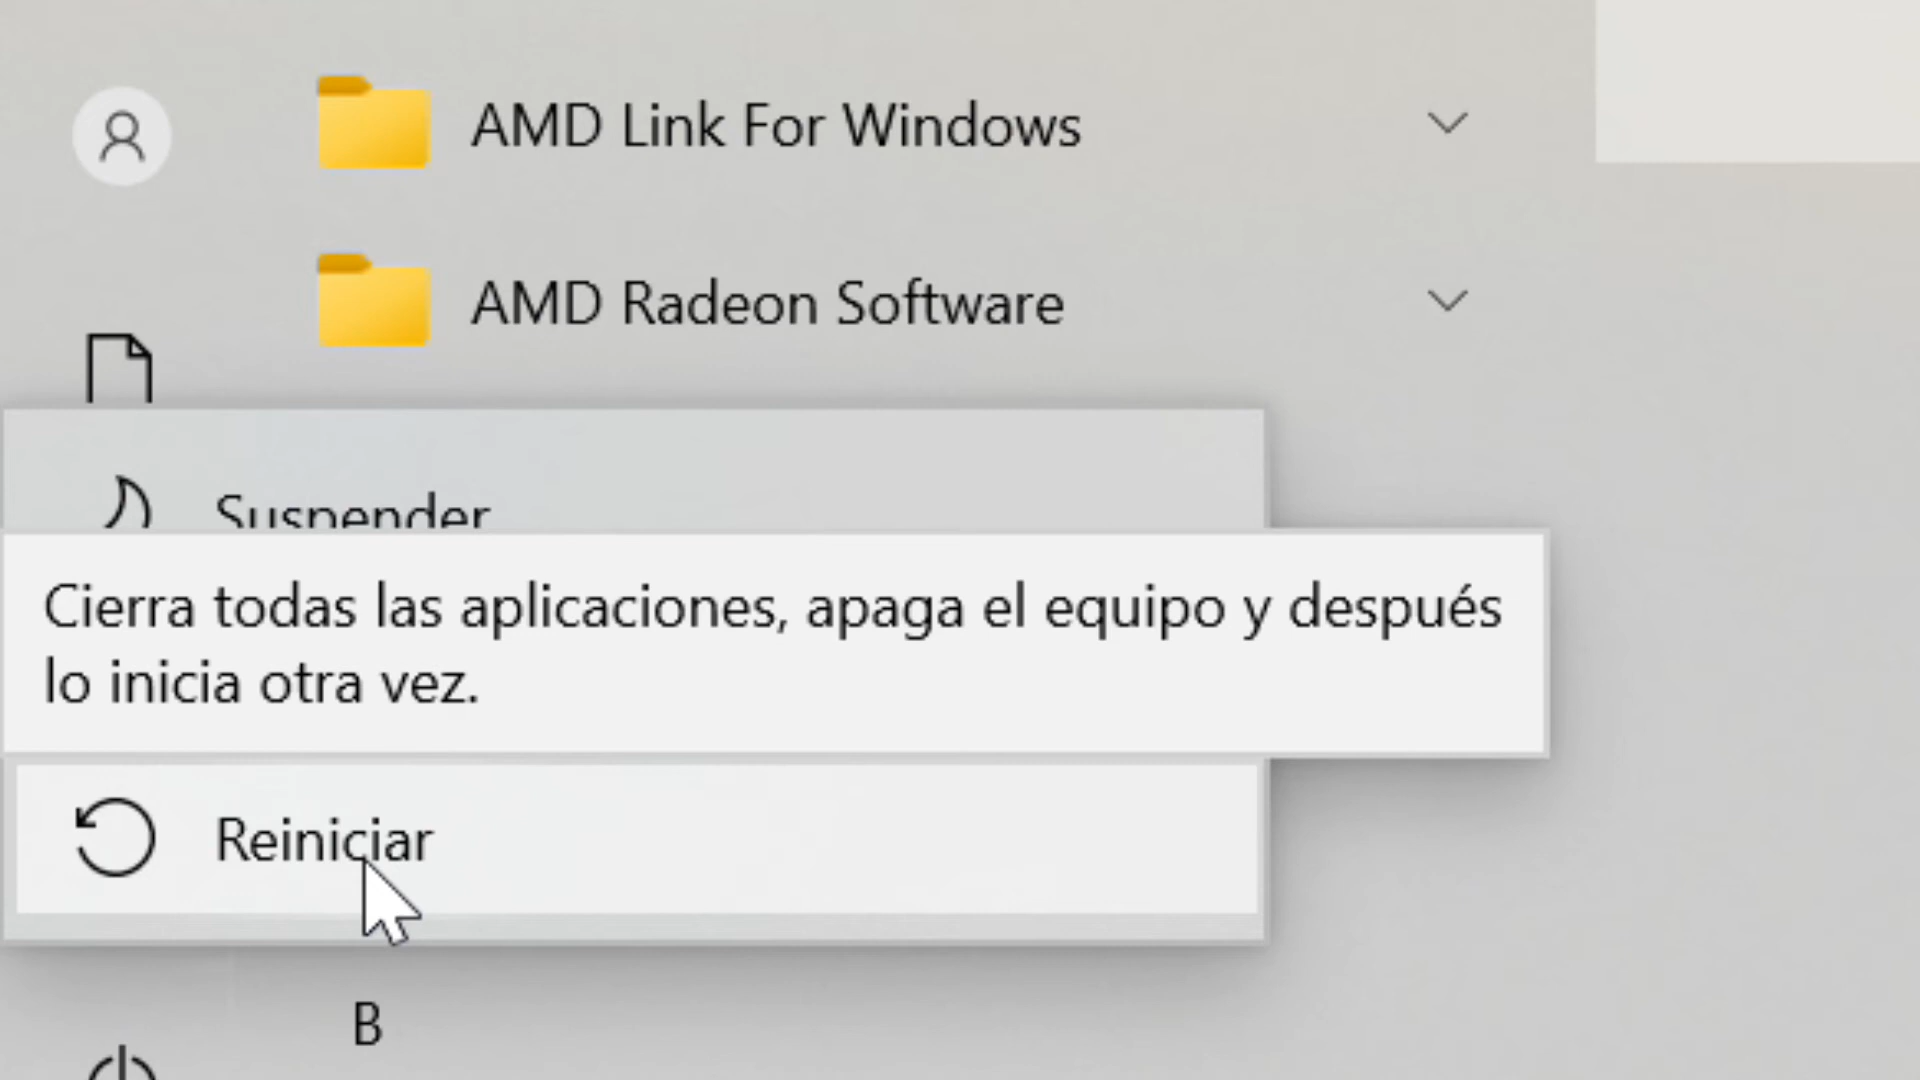 AMD Link For Windows
AMD Radeon Software
Suspender
Cierra todas las aplicaciones, apaga el equipo y después
lo inicia otra vez.
Reiniciar
B